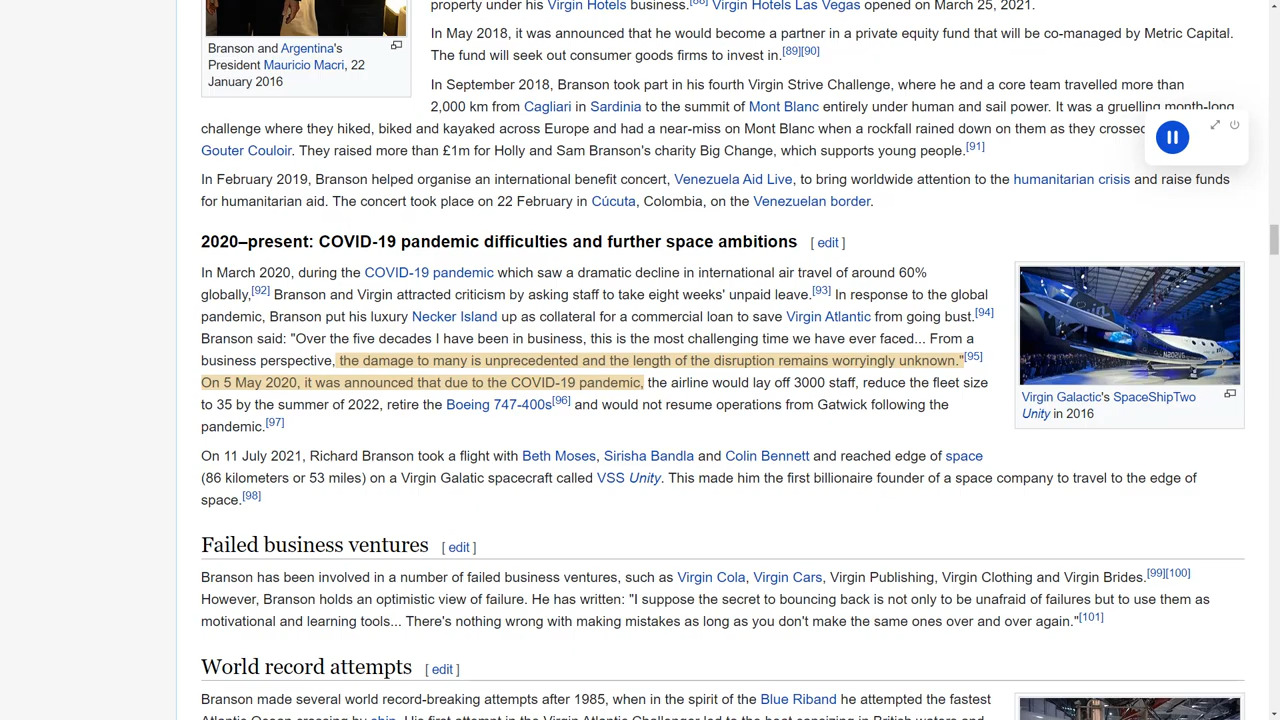 property under his Virgin Hotels business.[88] Virgin Hotels Las Vegas opened on March 25, 2021.
In May 2018, it was announced that he would become a partner in a private equity fund that will be co-managed by Metric Capital.
The fund will seek out consumer goods firms to invest in.[89][90]
Branson and Argentina's
President Mauricio Macri, 22
January 2016
In September 2018, Branson took part in his fourth Virgin Strive Challenge, where he and a core team travelled more than
2,000 km from Cagliari in Sardinia to the summit of Mont Blanc entirely under human and sail power. It was a gruelling month-long
challenge where they hiked, biked and kayaked across Europe and had a near-miss on Mont Blanc when a rockfall rained down on them as they crossed
Gouter Couloir. They raised more than £1m for Holly and Sam Branson's charity Big Change, which supports young people.[91]
In February 2019, Branson helped organise an international benefit concert, Venezuela Aid Live, to bring worldwide attention to the humanitarian crisis and raise funds
for humanitarian aid. The concert took place on 22 February in Cúcuta, Colombia, on the Venezuelan border.
2020–present: COVID-19 pandemic difficulties and further space ambitions [ edit ]
In March 2020, during the COVID-19 pandemic which saw a dramatic decline in international air travel of around 60%
globally,[92] Branson and Virgin attracted criticism by asking staff to take eight weeks' unpaid leave.[93] In response to the global
pandemic, Branson put his luxury Necker Island up as collateral for a commercial loan to save Virgin Atlantic from going bust.[94]
Branson said: "Over the five decades I have been in business, this is the most challenging time we have ever faced... From a
business perspective, the damage to many is unprecedented and the length of the disruption remains worryingly unknown."[95]
On 5 May 2020, it was announced that due to the COVID-19 pandemic, the airline would lay off 3000 staff, reduce the fleet size
to 35 by the summer of 2022, retire the Boeing 747-400s[96] and would not resume operations from Gatwick following the
pandemic.[97]
Virgin Galactic's SpaceShipTwo
Unity in 2016
On 11 July 2021, Richard Branson took a flight with Beth Moses, Sirisha Bandla and Colin Bennett and reached edge of space
(86 kilometers or 53 miles) on a Virgin Galatic spacecraft called VSS Unity. This made him the first billionaire founder of a space company to travel to the edge of
space.[98]
Failed business ventures [ edit ]
Branson has been involved in a number of failed business ventures, such as Virgin Cola, Virgin Cars, Virgin Publishing, Virgin Clothing and Virgin Brides.[99][100]
However, Branson holds an optimistic view of failure. He has written: "I suppose the secret to bouncing back is not only to be unafraid of failures but to use them as
motivational and learning tools... There's nothing wrong with making mistakes as long as you don't make the same ones over and over again."[101]
World record attempts [ edit ]
Branson made several world record-breaking attempts after 1985, when in the spirit of the Blue Riband he attempted the fastest
Atlantic Ocean crossing by ship. His first attempt in the Virgin Atlantic Challenger led to the boat capsizing in British waters and